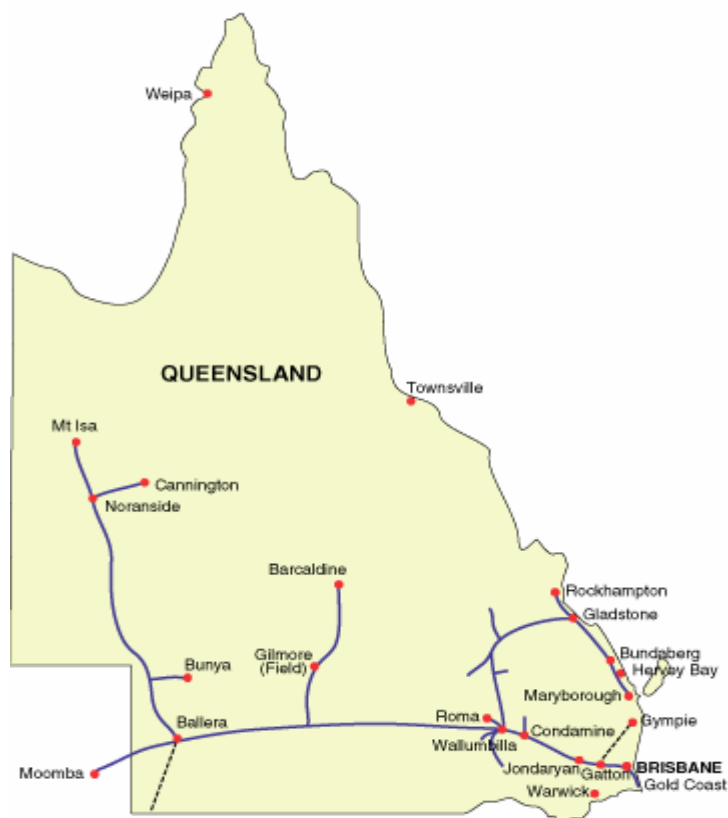 Weipa
QUEENSLAND
Townsville
Mt Isa
Cannington
Noranside
Barcaldine
Rockhampton
Gladstone
Gilmore
(Field)
Bunya
Bundaberg
Hervey Bay
Maryborough
Roma
Ballera
Gympie
Condamine
Wallumbilla
Moomba
Jondaryan
Gatton
BRISBANE
Gold Coast
Warwick